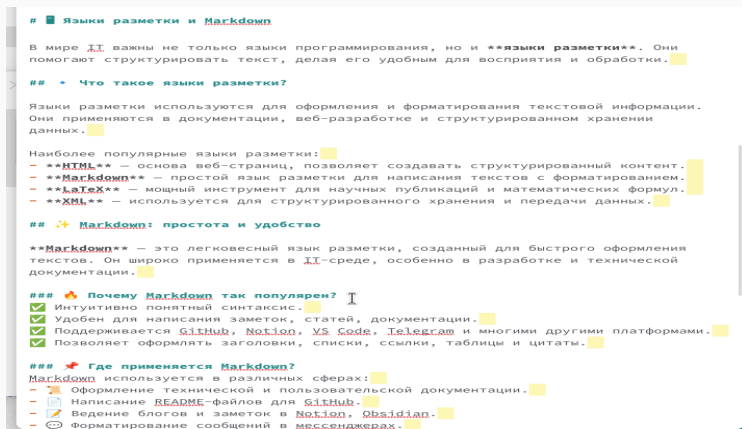 # 📓 Языки разметки и Markdown
В мире IT важны не только языки программирования, но и **языки разметки**. Они
помогают структурировать текст, делая его удобным для восприятия и обработки.
## 🔹 Что такое языки разметки?
Языки разметки используются для оформления и форматирования текстовой информации.
Они применяются в документации, веб-разработке и структурированном хранении
данных.
Наиболее популярные языки разметки:
- **HTML** — основа веб-страниц, позволяет создавать структурированный контент.
- **Markdown** — простой язык разметки для написания текстов с форматированием.
- **LaTeX** — мощный инструмент для научных публикаций и математических формул.
- **XML** — используется для структурированного хранения и передачи данных.
## ✨ Markdown: простота и удобство
**Markdown** — это легковесный язык разметки, созданный для быстрого оформления
текстов. Он широко применяется в IT-среде, особенно в разработке и технической
документации.
### 🔥 Почему Markdown так популярен?
✅ Интуитивно понятный синтаксис.
✅ Удобен для написания заметок, статей, документации.
✅ Поддерживается GitHub, Notion, VS Code, Telegram и многими другими платформами.
✅ Позволяет оформлять заголовки, списки, ссылки, таблицы и цитаты.
### 📌 Где применяется Markdown?
Markdown используется в различных сферах:
- 📜 Оформление технической и пользовательской документации.
- 📄 Написание README-файлов для GitHub.
- 📝 Ведение блогов и заметок в Notion, Obsidian.
- 💬 Форматирование сообщений в мессенджерах.